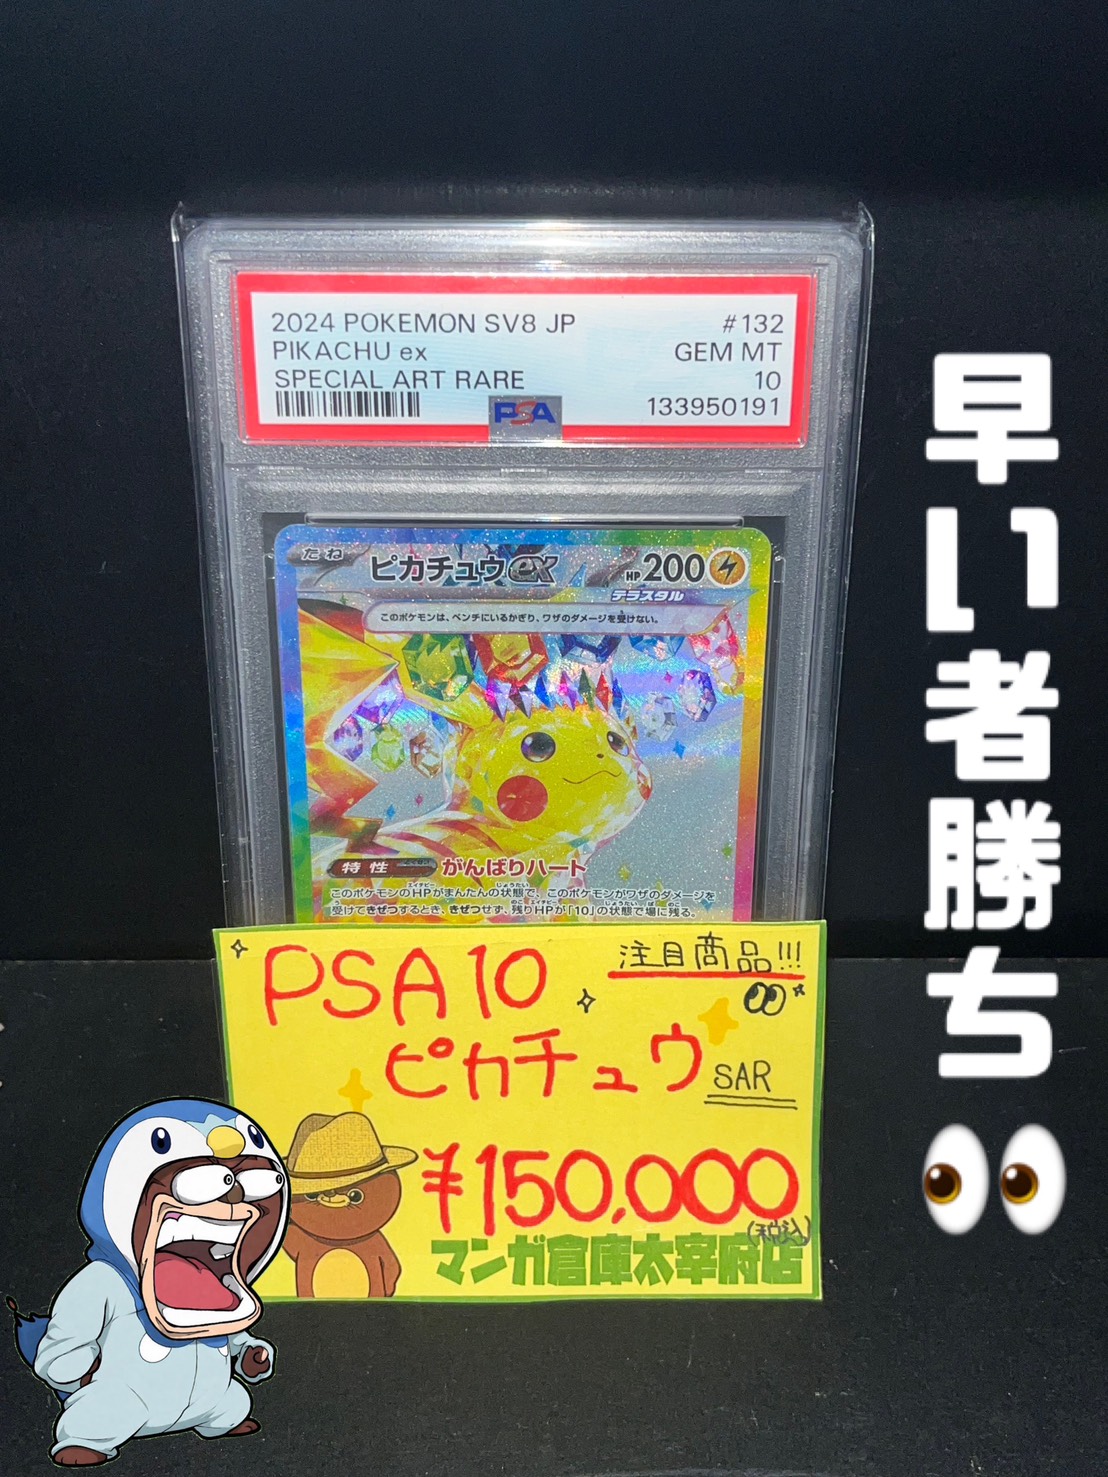 2024 POKEMON SV8 JP #132
PIKACHU ex GEM MT
SPECIAL ART RARE 10
PSA 133950191
たね ピカチュウex HP200
テラスタル
このポケモンは、ベンチにいるかぎり、ワザのダメージを受けない。
特性 がんばりハート
このポケモンのHPがまんたんの状態で、このポケモンがワザのダメージを
受けてきぜつするとき、きぜつせず、残りHPが「10」の状態で場に残る。
PSA10 注目商品!!!
ピカチュウ SAR
¥150,000
(税込)
マンガ倉庫太宰府店
早い者勝ち